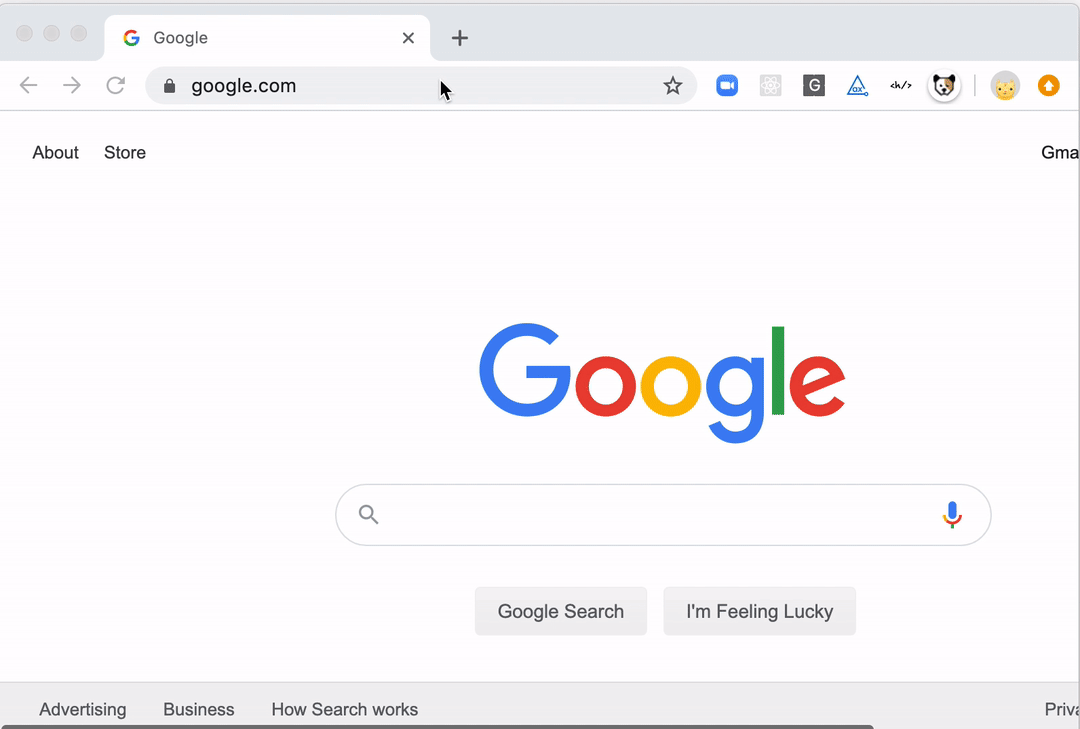 Google
google.com
G
ax
<h/>
About Store
Gma
Google
Google Search
I'm Feeling Lucky
Advertising Business How Search works
Priva